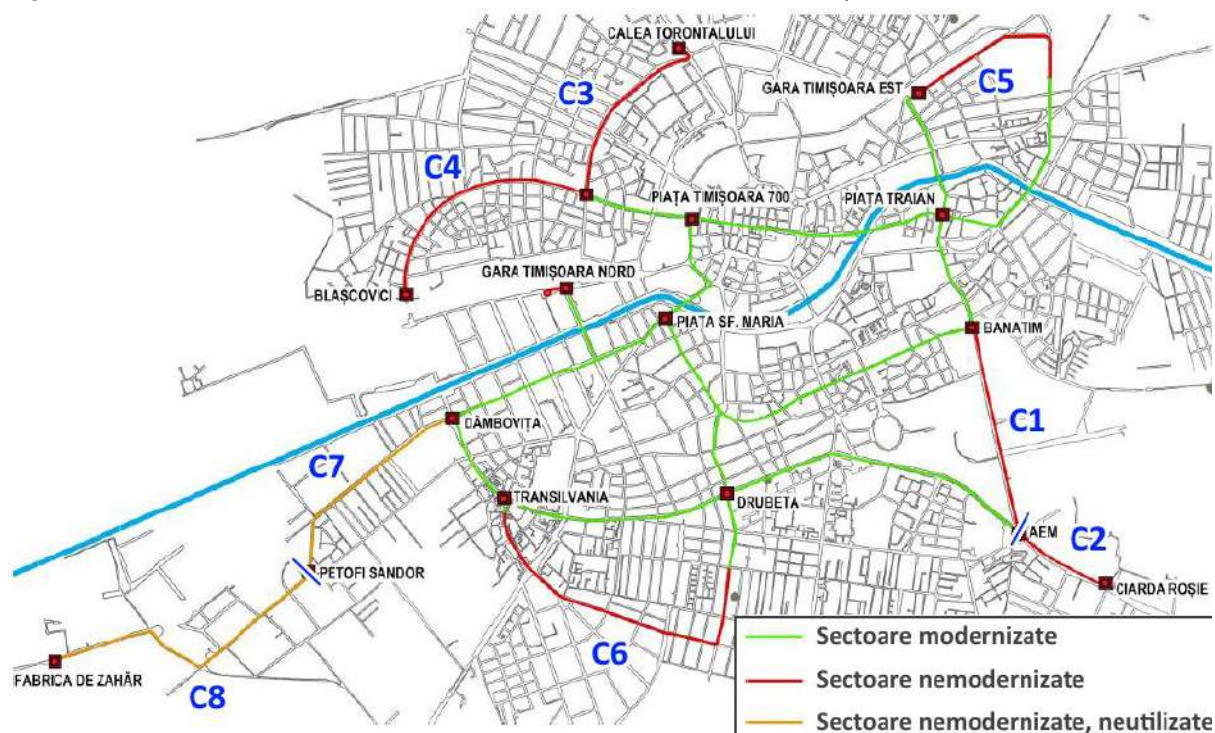 CALEA TORONTALULUI
C3
GARA TIMIȘOARA EST
C5
C4
PIAȚA TIMIȘOARA 700
PIAȚA TRAIAN
GARA TIMIȘOARA NORD
BLAȘCOVICI
PIAȚA SF. MARIA
BANATIM
C1
DÂMBOVIȚA
C7
TRANSILVANIA
DRUBETA
AEM
C2
PETOFI SANDOR
CIARDA ROȘIE
C6
FABRICA DE ZAHĂR
C8
Sectoare modernizate
Sectoare nemodernizate
Sectoare nemodernizate, neutilizate